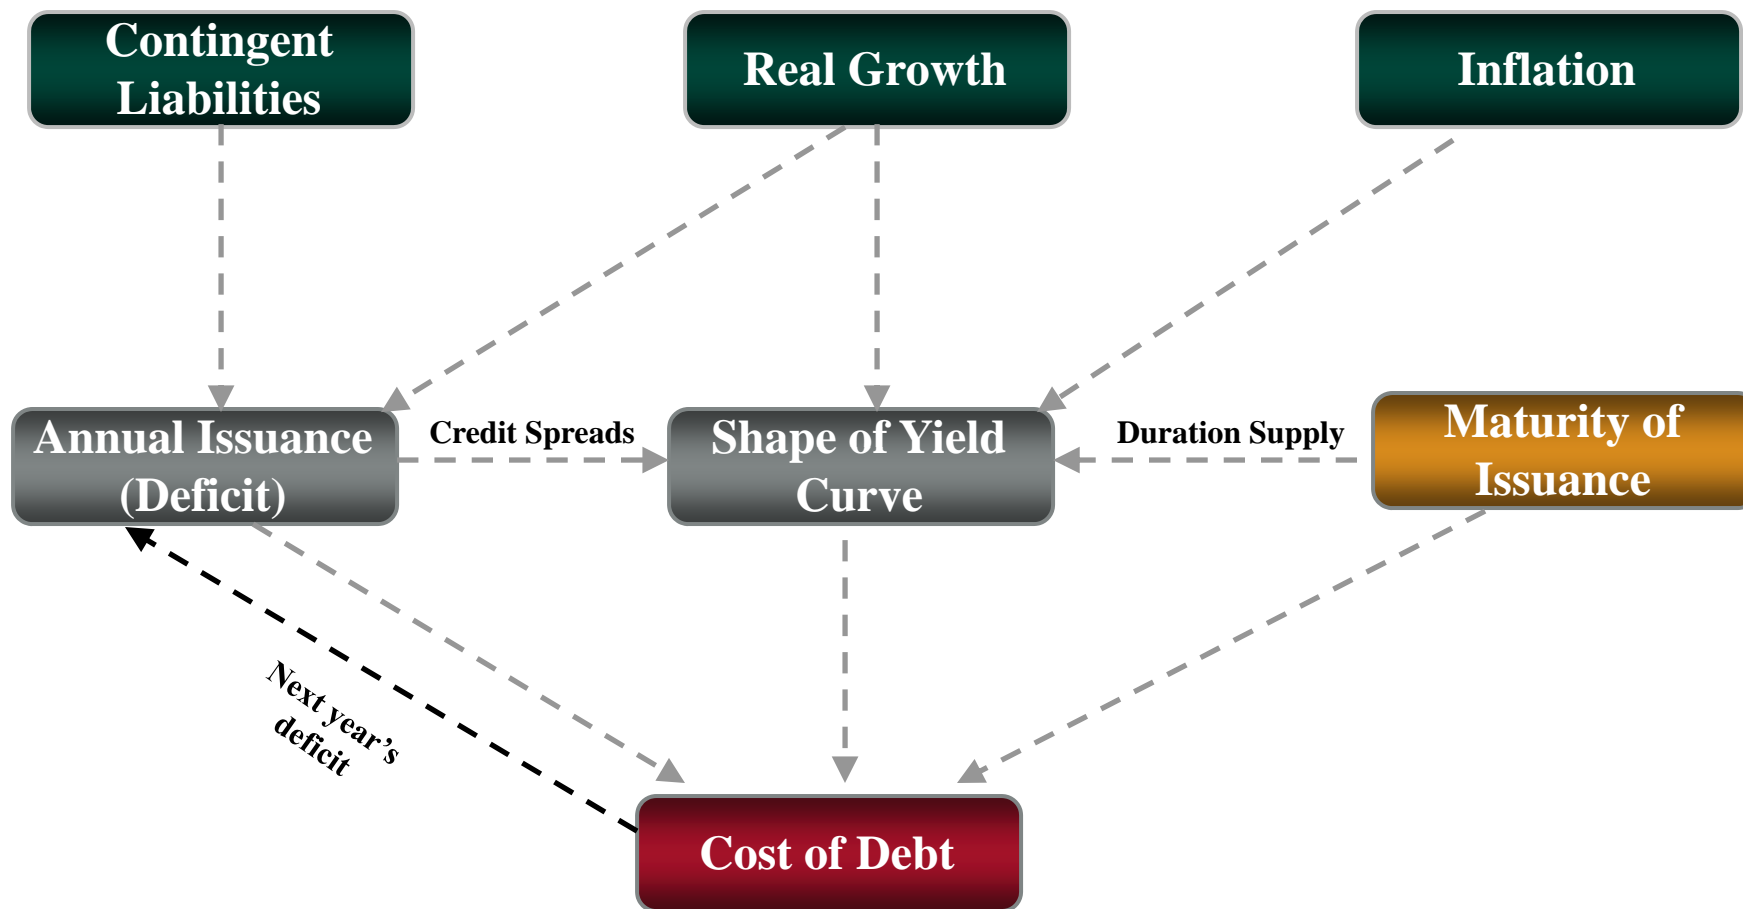 Contingent
Liabilities
Real Growth
Inflation
Annual Issuance
(Deficit)
Credit Spreads
Shape of Yield
Curve
Duration Supply
Maturity of
Issuance
Next year’s
deficit
Cost of Debt